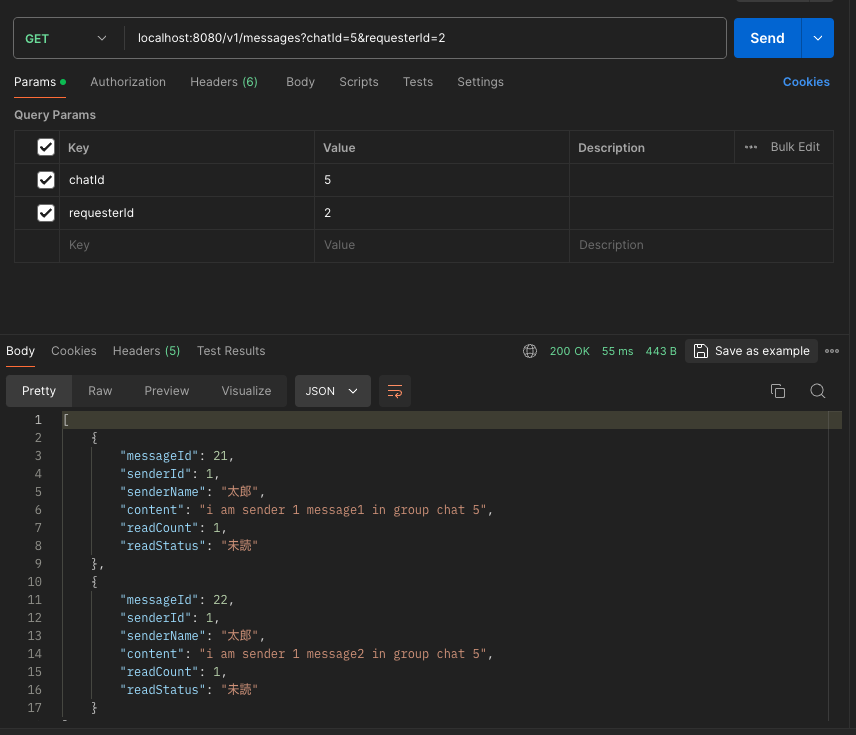 GET localhost:8080/v1/messages?chatId=5&requesterId=2 Send
Params Authorization Headers (6) Body Scripts Tests Settings Cookies
Query Params
Key Value Description ••• Bulk Edit
chatId 5
requesterId 2
Key Value Description
Body Cookies Headers (5) Test Results 200 OK 55 ms 443 B Save as example •••
Pretty Raw Preview Visualize JSON
1 [
2 {
3 "messageId": 21,
4 "senderId": 1,
5 "senderName": "太郎",
6 "content": "i am sender 1 message1 in group chat 5",
7 "readCount": 1,
8 "readStatus": "未読"
9 },
10 {
11 "messageId": 22,
12 "senderId": 1,
13 "senderName": "太郎",
14 "content": "i am sender 1 message2 in group chat 5",
15 "readCount": 1,
16 "readStatus": "未読"
17 }